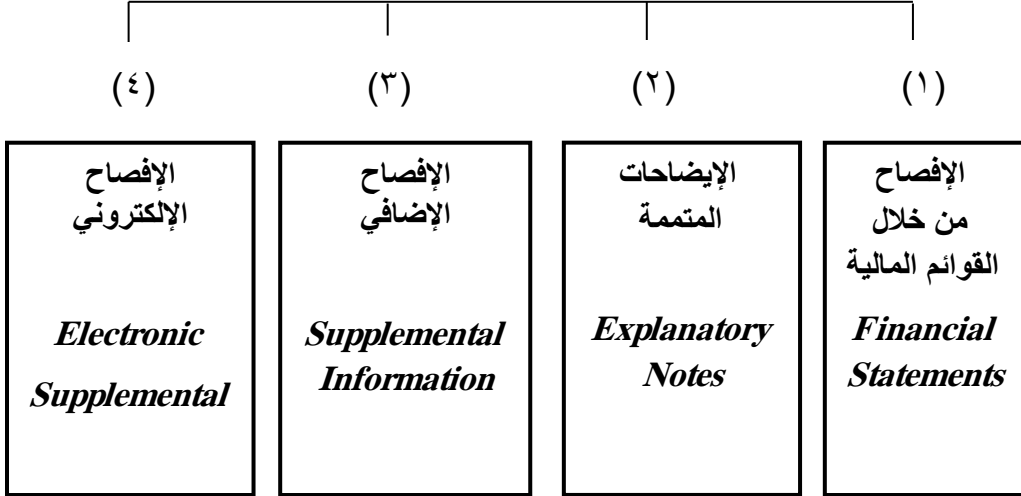 (١)
الإفصاح
من خلال
القوائم المالية
Financial
Statements
(٢)
الإيضاحات
المتممة
Explanatory
Notes
(٣)
الإفصاح
الإضافي
Supplemental
Information
(٤)
الإفصاح
الإلكتروني
Electronic
Supplemental